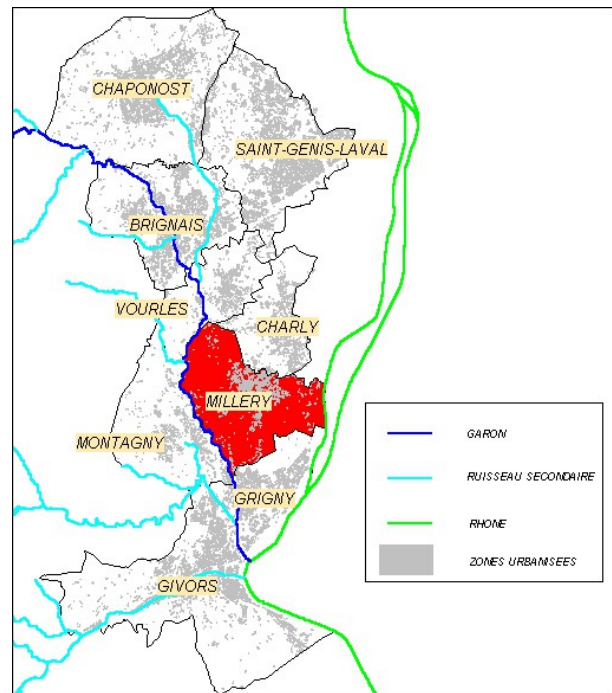 CHAPONOST
SAINT-GENIS-LAVAL
BRIGNAIS
VOURLES
CHARLY
MILLERY
MONTAGNY
GRIGNY
GIVORS
GARON
RUISSEAU SECONDAIRE
RHONE
ZONES URBANISEES